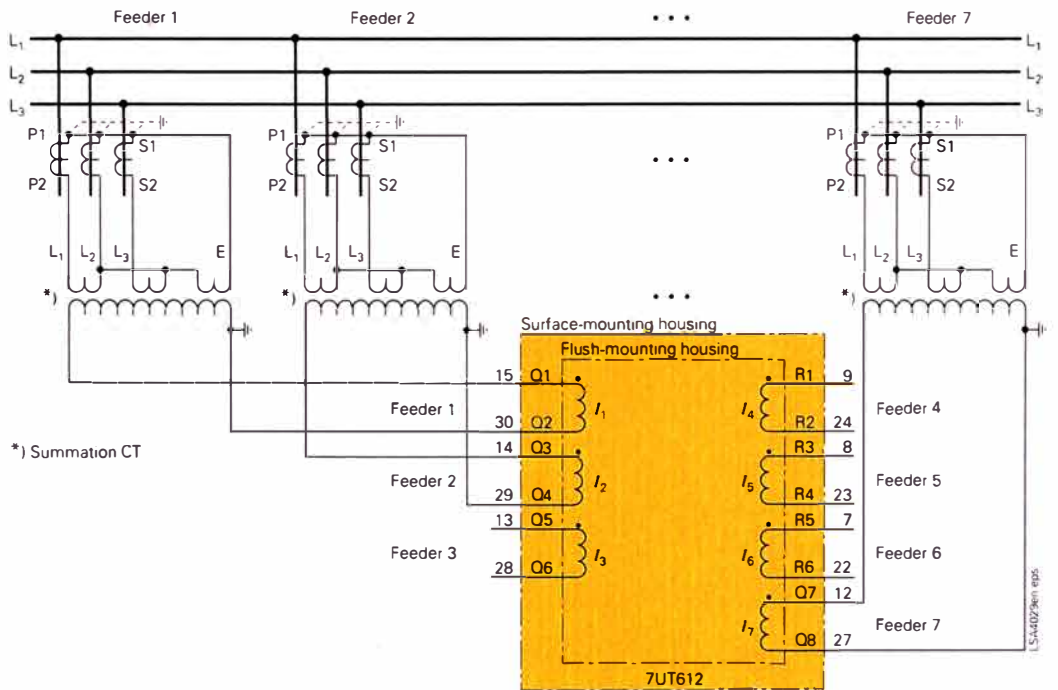 Feeder 1 Feeder 2 • • • Feeder 7
L1 L1
L2 L2
L3 L3
P1 S1 P1 S1 P1 S1
• • •
P2 S2 P2 S2 P2 S2
L1 L2 L3 E L1 L2 L3 E L1 L2 L3 E
*) *) • • • *)
Surface-mounting housing
Flush-mounting housing
15 Q1 R1 9
Feeder 1 I1 I4 Feeder 4
30 Q2 R2 24
*) Summation CT
14 Q3 R3 8
Feeder 2 I2 I5 Feeder 5
29 Q4 R4 23
13 Q5 R5 7
Feeder 3 I3 I6 Feeder 6
28 Q6 R6 22
Q7 12
I7 Feeder 7
Q8 27
7UT612
LSA4029en eps